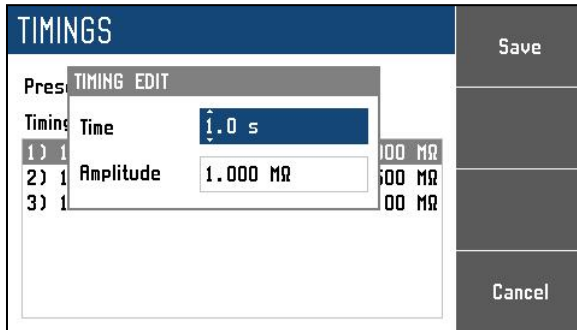 TIMINGS
Save
Pres
TIMING EDIT
Timing
Time
1.0 s
1) 1
00 MΩ
Amplitude
1.000 MΩ
2) 1
500 MΩ
3) 1
00 MΩ
Cancel